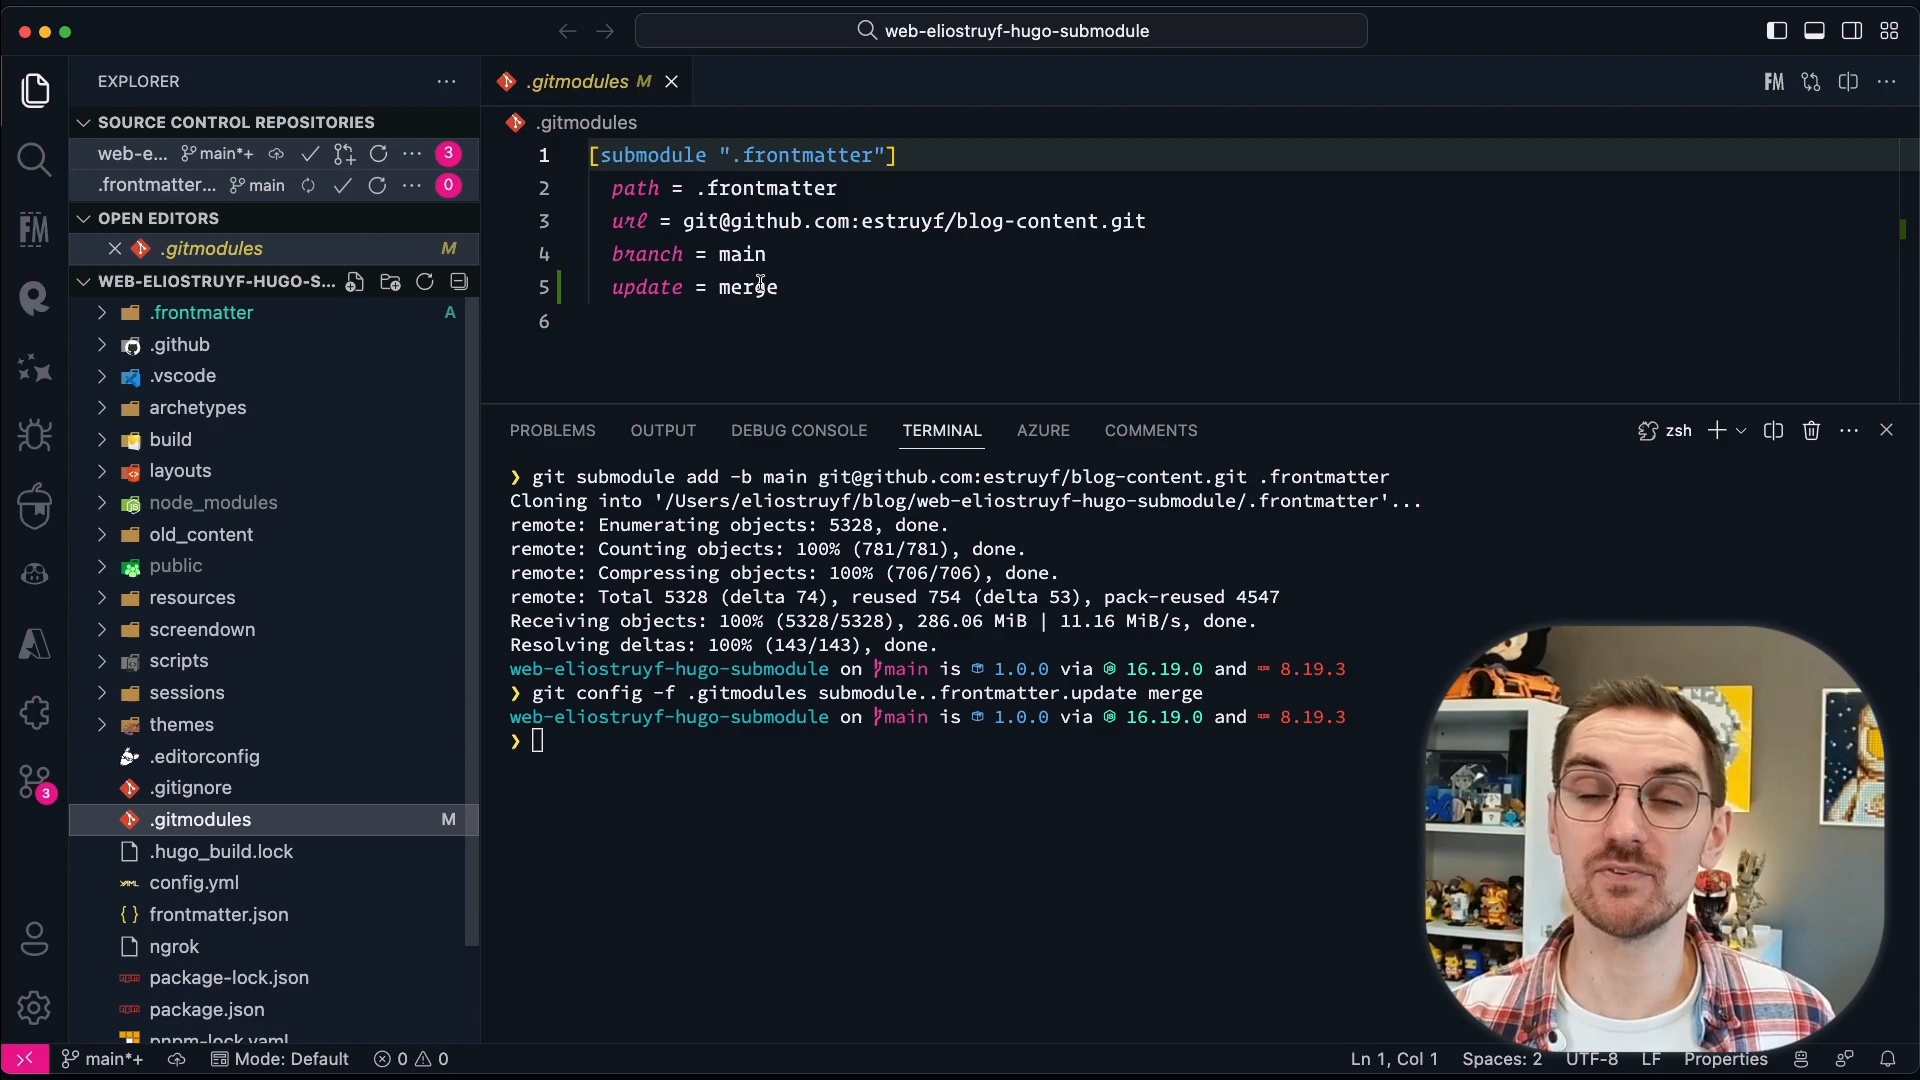 web-eliostruyf-hugo-submodule
EXPLORER
SOURCE CONTROL REPOSITORIES
web-e... main*+ 3
.frontmatter... main 0
OPEN EDITORS
.gitmodules M
WEB-ELIOSTRUYF-HUGO-S...
.frontmatter A
.github
.vscode
archetypes
build
layouts
node_modules
old_content
public
resources
screendown
scripts
sessions
themes
.editorconfig
.gitignore
.gitmodules M
.hugo_build.lock
config.yml
frontmatter.json
ngrok
package-lock.json
package.json
pnpm-lock.yaml
3
.gitmodules M
FM
.gitmodules
1 [submodule ".frontmatter"]
2 path = .frontmatter
3 url = git@github.com:estruyf/blog-content.git
4 branch = main
5 update = merge
6
PROBLEMS OUTPUT DEBUG CONSOLE TERMINAL AZURE COMMENTS
zsh
❯ git submodule add -b main git@github.com:estruyf/blog-content.git .frontmatter
Cloning into '/Users/eliostruyf/blog/web-eliostruyf-hugo-submodule/.frontmatter'...
remote: Enumerating objects: 5328, done.
remote: Counting objects: 100% (781/781), done.
remote: Compressing objects: 100% (706/706), done.
remote: Total 5328 (delta 74), reused 754 (delta 53), pack-reused 4547
Receiving objects: 100% (5328/5328), 286.06 MiB | 11.16 MiB/s, done.
Resolving deltas: 100% (143/143), done.
web-eliostruyf-hugo-submodule on main is 1.0.0 via 16.19.0 and 8.19.3
❯ git config -f .gitmodules submodule..frontmatter.update merge
web-eliostruyf-hugo-submodule on main is 1.0.0 via 16.19.0 and 8.19.3
❯
main*+ Mode: Default 0 0
Ln 1, Col 1 Spaces: 2 UTF-8 LF Properties
FM